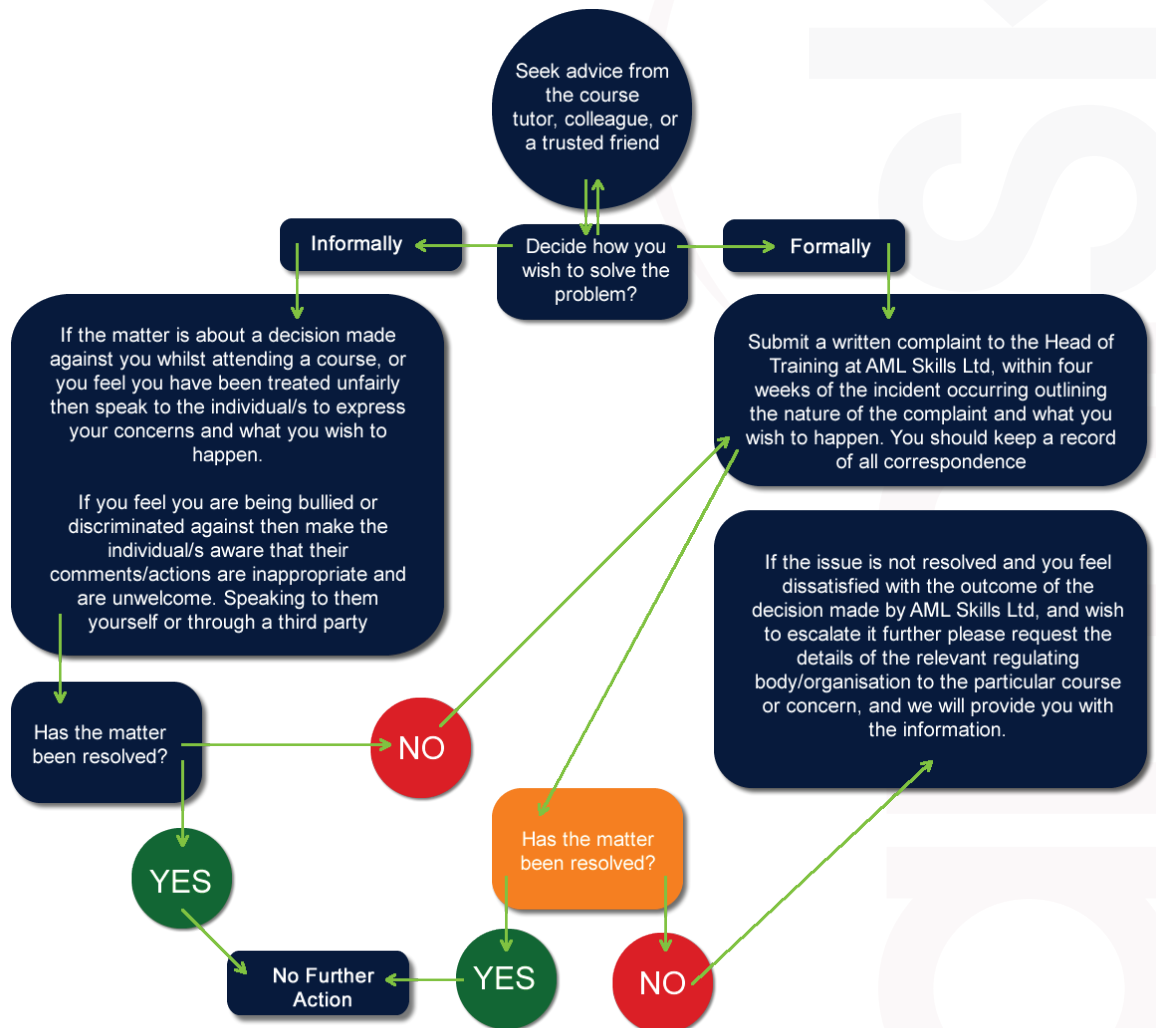 Seek advice from
the course
tutor, colleague, or
a trusted friend
Informally
Decide how you
wish to solve the
problem?
Formally
If the matter is about a decision made
against you whilst attending a course, or
you feel you have been treated unfairly
then speak to the individual/s to express
your concerns and what you wish to
happen.
If you feel you are being bullied or
discriminated against then make the
individual/s aware that their
comments/actions are inappropriate and
are unwelcome. Speaking to them
yourself or through a third party
Submit a written complaint to the Head of
Training at AML Skills Ltd, within four
weeks of the incident occurring outlining
the nature of the complaint and what you
wish to happen. You should keep a record
of all correspondence
If the issue is not resolved and you feel
dissatisfied with the outcome of the
decision made by AML Skills Ltd, and wish
to escalate it further please request the
details of the relevant regulating
body/organisation to the particular course
or concern, and we will provide you with
the information.
Has the matter
been resolved?
NO
Has the matter
been resolved?
YES
No Further
Action
YES
NO